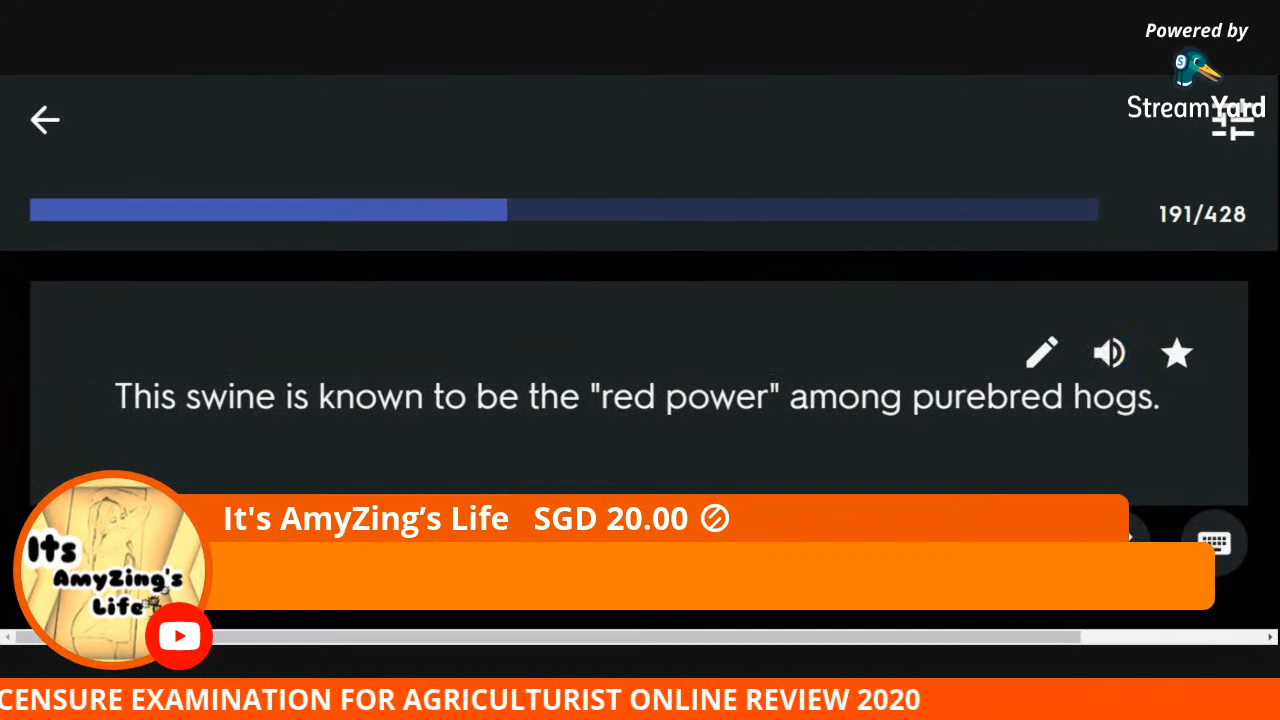 Powered by
StreamYard
191/428
This swine is known to be the "red power" among purebred hogs.
It's AmyZing’s Life SGD 20.00
Its
AmyZing's
Life
CENSURE EXAMINATION FOR AGRICULTURIST ONLINE REVIEW 2020